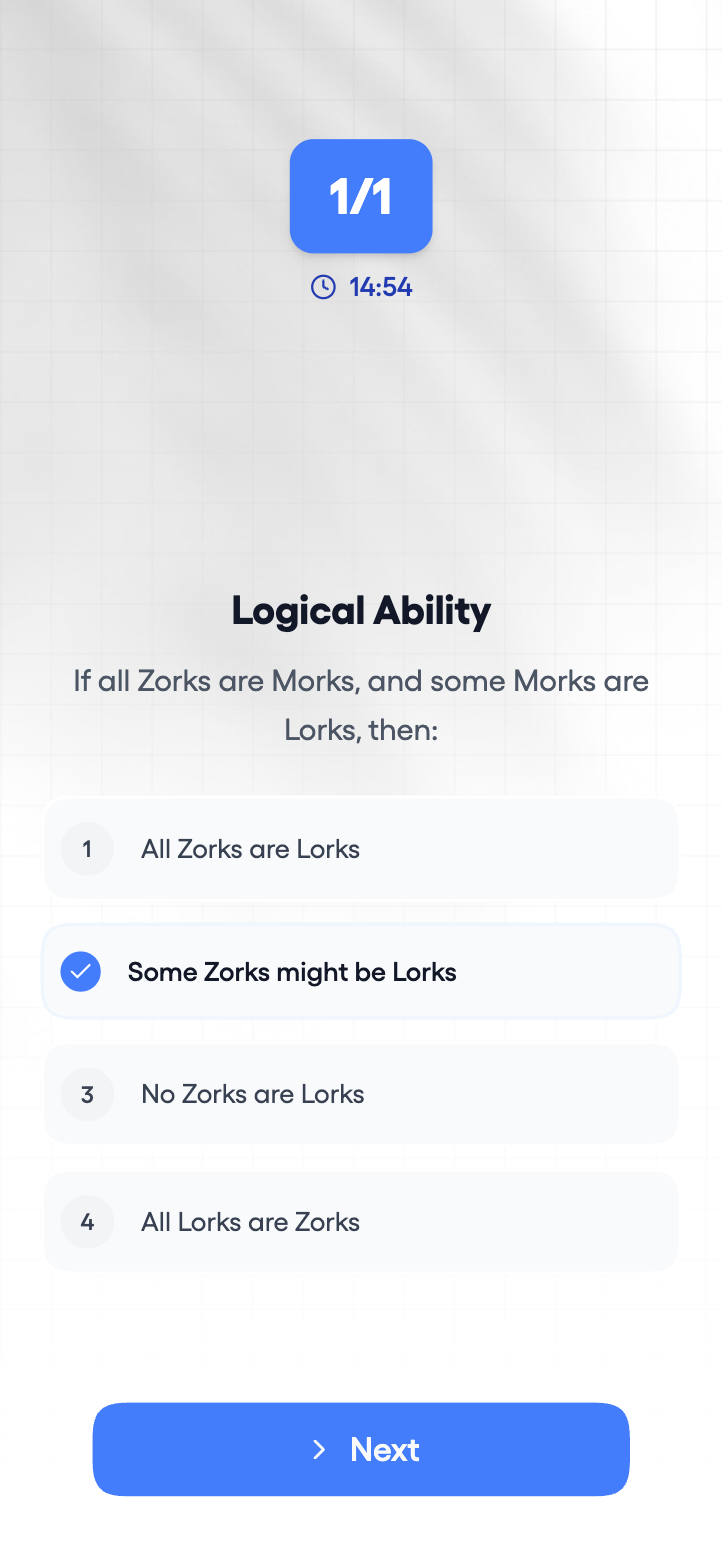 1/1
14:54
Logical Ability
If all Zorks are Morks, and some Morks are
Lorks, then:
1 All Zorks are Lorks
Some Zorks might be Lorks
3 No Zorks are Lorks
4 All Lorks are Zorks
Next